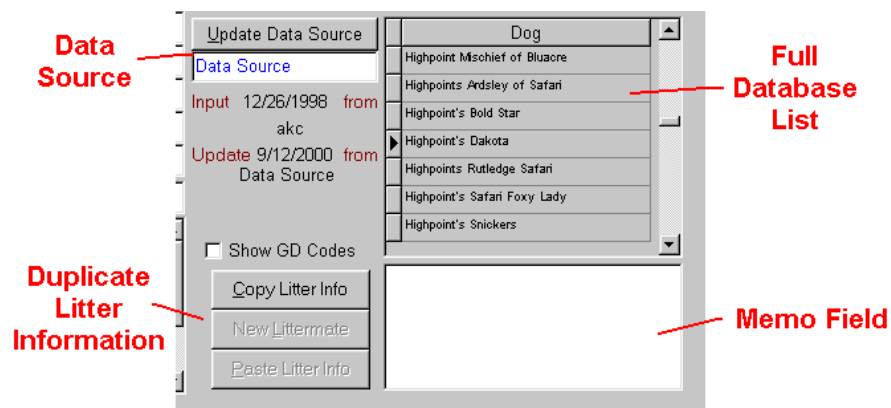 Data
Source
Update Data Source
Data Source
Input 12/26/1998 from
akc
Update 9/12/2000 from
Data Source
Show GD Codes
Duplicate
Litter
Information
Copy Litter Info
New Littermate
Paste Litter Info
Dog
Highpoint Mischief of Bluacre
Highpoints Ardsley of Safari
Highpoint's Bold Star
Highpoint's Dakota
Highpoints Rutledge Safari
Highpoint's Safari Foxy Lady
Highpoint's Snickers
Full
Database
List
Memo Field